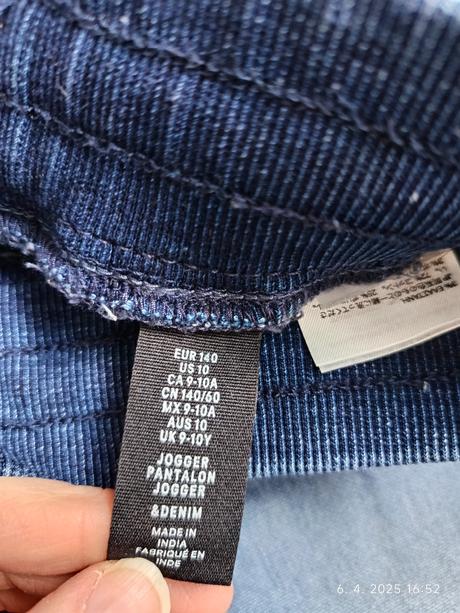 EUR 140
US 10
CA 9-10A
CN 140/60
MX 9-10A
AUS 10
UK 9-10Y
JOGGER
PANTALON
JOGGER
&DENIM
MADE IN
INDIA
FABRIQUÉ EN
INDE
6. 4. 2025 16:52